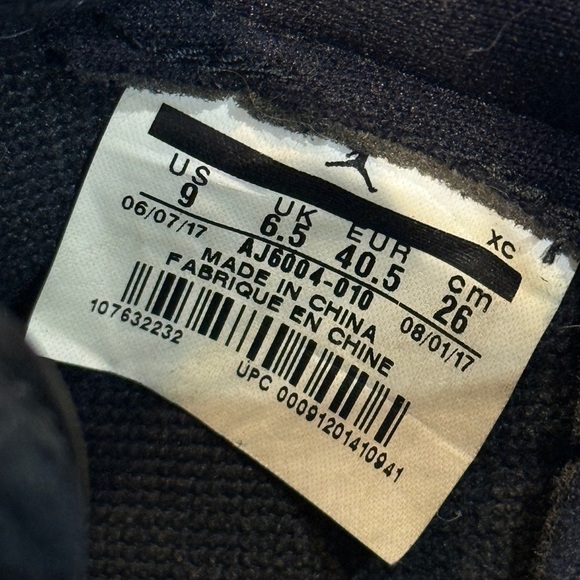 XC
US UK EUR cm
9 6.5 40.5 26
06/07/17 AJ6004-010 08/01/17
MADE IN CHINA
FABRIQUE EN CHINE
107632232
UPC 00091201410941